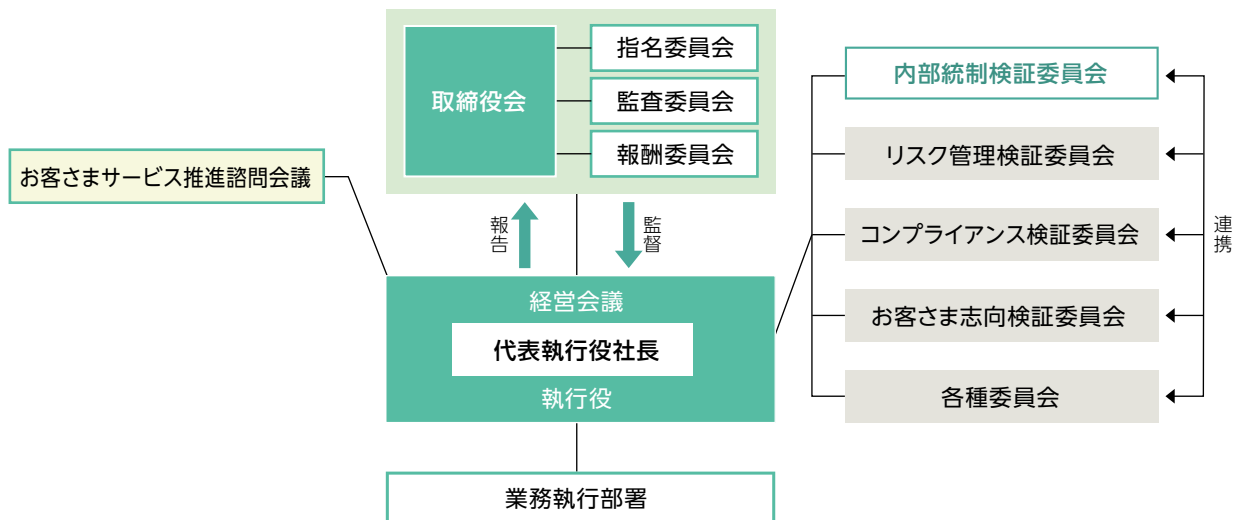 指名委員会
取締役会
監査委員会
報酬委員会
お客さまサービス推進諮問会議
報告
監督
経営会議
代表執行役社長
執行役
業務執行部署
内部統制検証委員会
リスク管理検証委員会
コンプライアンス検証委員会
お客さま志向検証委員会
各種委員会
連携